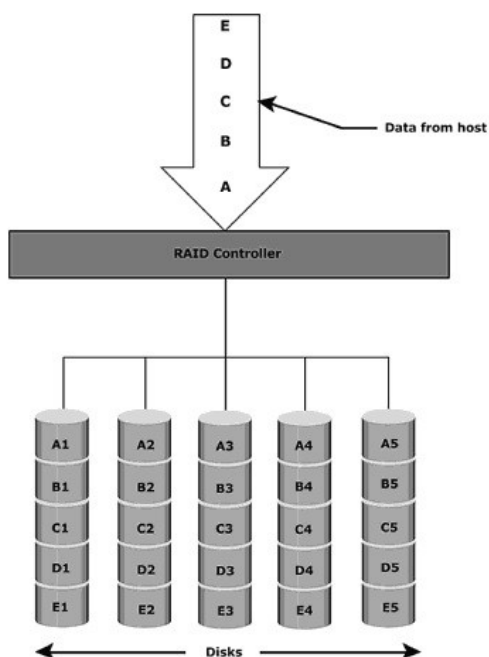 E
D
C
Data from host
B
A
RAID Controller
A1 A2 A3 A4 A5
B1 B2 B3 B4 B5
C1 C2 C3 C4 C5
D1 D2 D3 D4 D5
E1 E2 E3 E4 E5
Disks